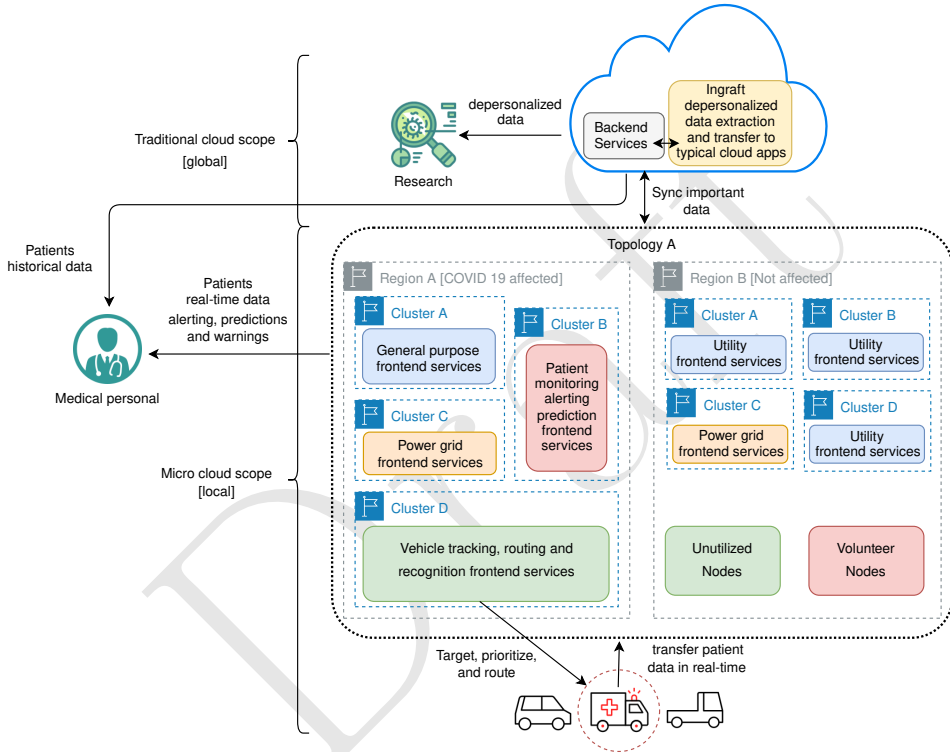 Ingraft
depersonalized
data extraction
and transfer to
typical cloud apps
Backend
Services
depersonalized
data
Research
Traditional cloud scope
[global]
Sync important
data
Patients
historical data
Topology A
Patients
real-time data
alerting, predictions
and warnings
Medical personal
Region A [COVID 19 affected]
Cluster A
General purpose
frontend services
Cluster B
Patient
monitoring
alerting
prediction
frontend
services
Cluster C
Power grid
frontend services
Cluster D
Vehicle tracking, routing and
recognition frontend services
Region B [Not affected]
Cluster A
Utility
frontend services
Cluster B
Utility
frontend services
Cluster C
Power grid
frontend services
Cluster D
Utility
frontend services
Unutilized
Nodes
Volunteer
Nodes
Micro cloud scope
[local]
Target, prioritize,
and route
transfer patient
data in real-time
Draft